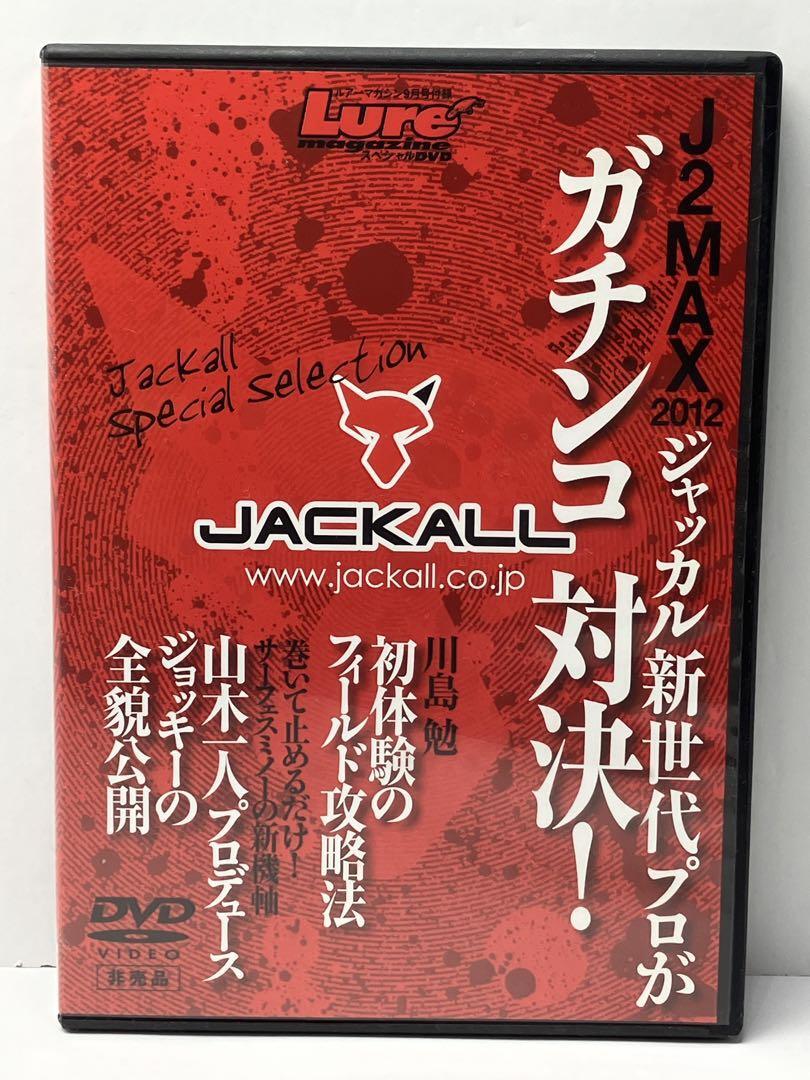 ルアーマガジン9月号付録
Lure magazine
スペシャルDVD
J2MAX2012
ジャッカル新世代プロが
ガチンコ対決!
Jackall
Special Selection
JACKALL
www.jackall.co.jp
川島 勉
初体験の
フィールド攻略法
巻いて止めるだけ!
サーフェスミノーの新機軸
山木一人プロデュース
ジョッキーの
全貌公開
DVD
VIDEO
非売品